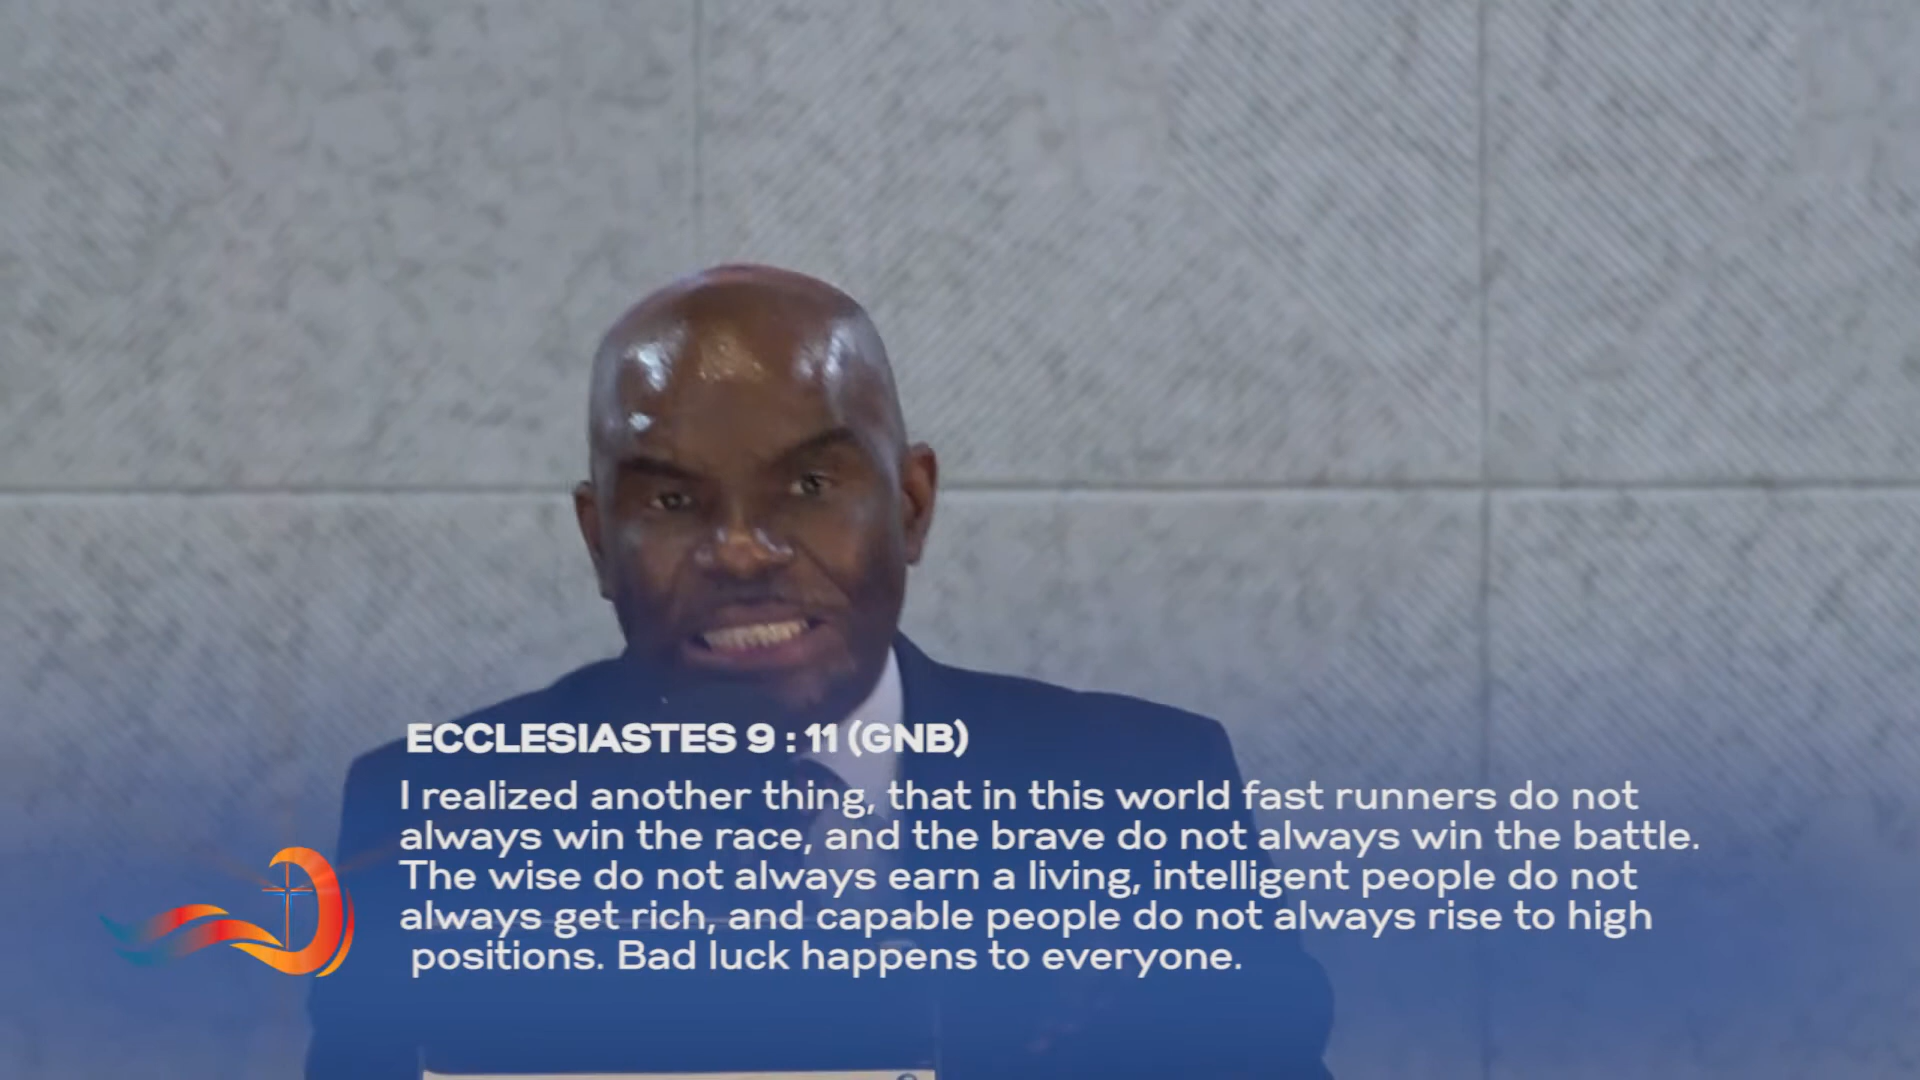 ECCLESIASTES 9 : 11 (GNB)
I realized another thing, that in this world fast runners do not
always win the race, and the brave do not always win the battle.
The wise do not always earn a living, intelligent people do not
always get rich, and capable people do not always rise to high
positions. Bad luck happens to everyone.